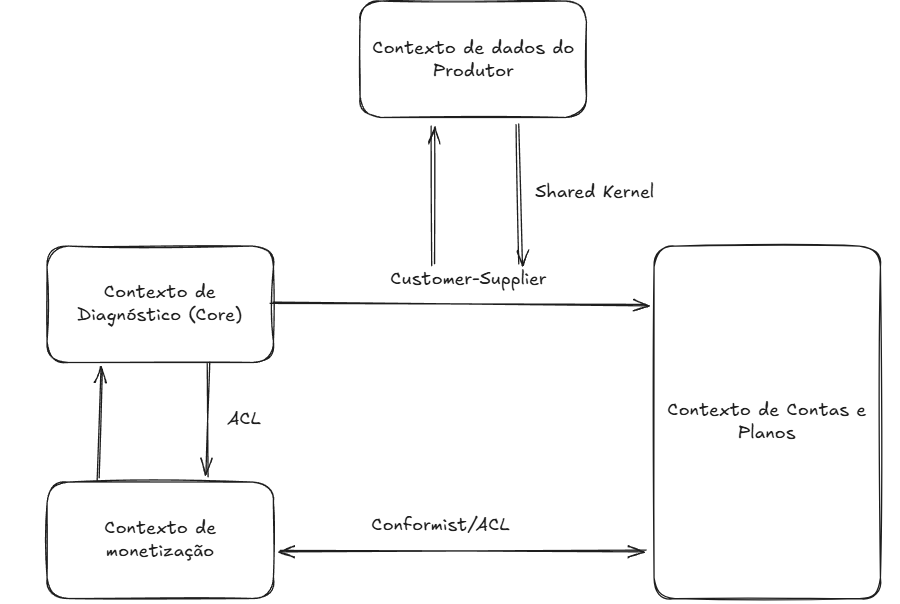 Contexto de dados do
Produtor
Shared Kernel
Customer-Supplier
Contexto de
Diagnóstico (Core)
ACL
Contexto de Contas e
Planos
Conformist/ACL
Contexto de
monetização